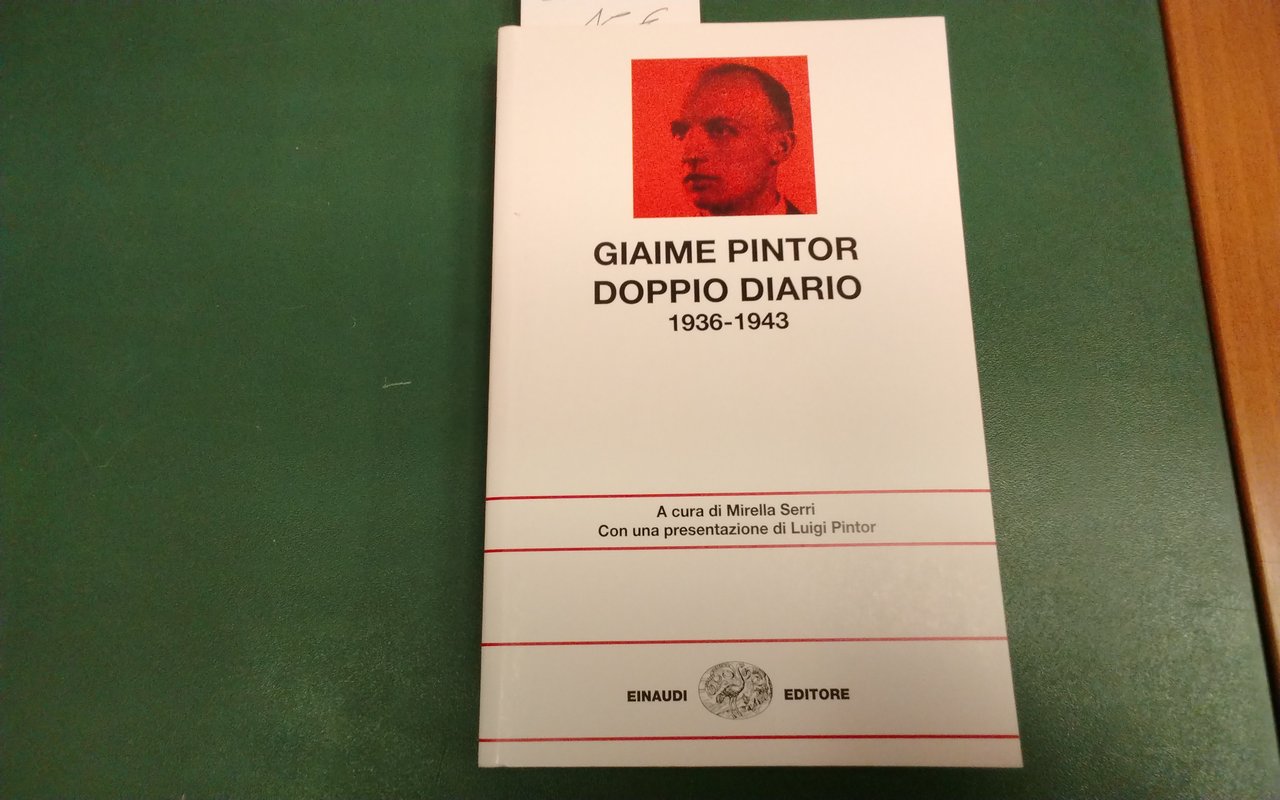 GIAIME PINTOR
DOPPIO DIARIO
1936-1943
A cura di Mirella Serri
Con una presentazione di Luigi Pintor
EINAUDI EDITORE